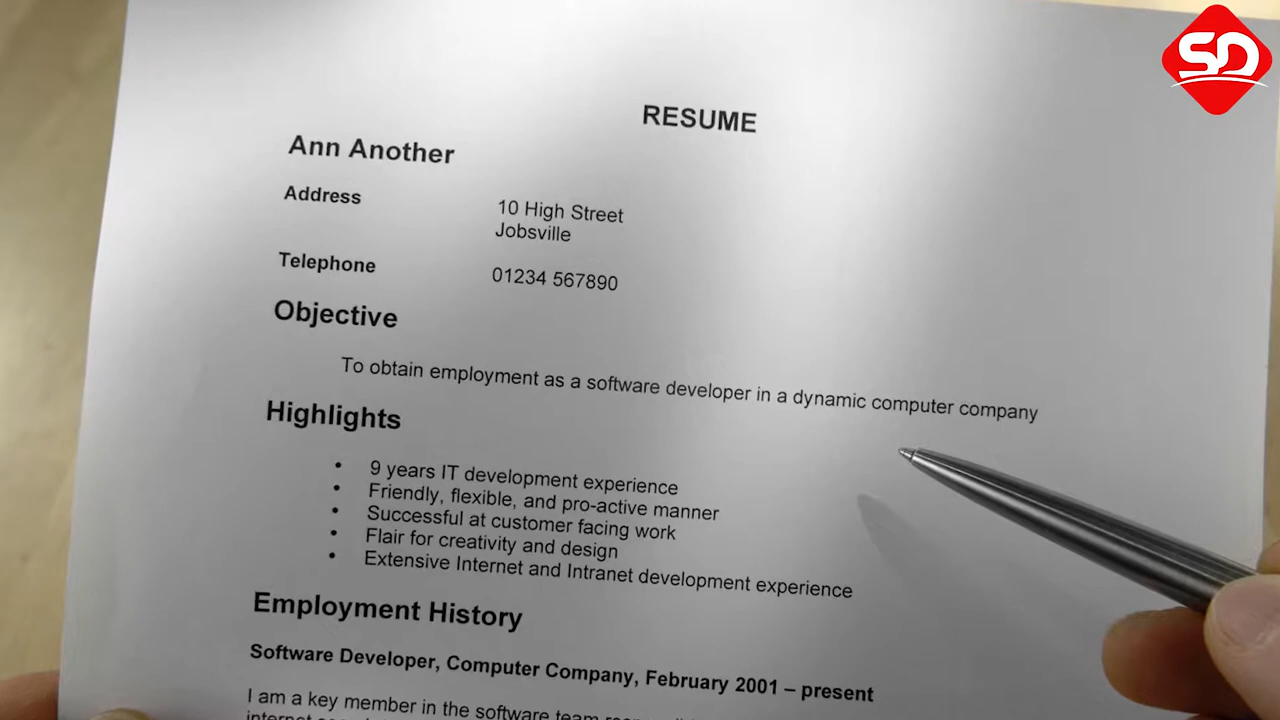 SD
RESUME
Ann Another
Address
10 High Street
Jobsville
Telephone
01234 567890
Objective
To obtain employment as a software developer in a dynamic computer company
Highlights
• 9 years IT development experience
• Friendly, flexible, and pro-active manner
• Successful at customer facing work
• Flair for creativity and design
• Extensive Internet and Intranet development experience
Employment History
Software Developer, Computer Company, February 2001 – present
I am a key member in the software team
internet